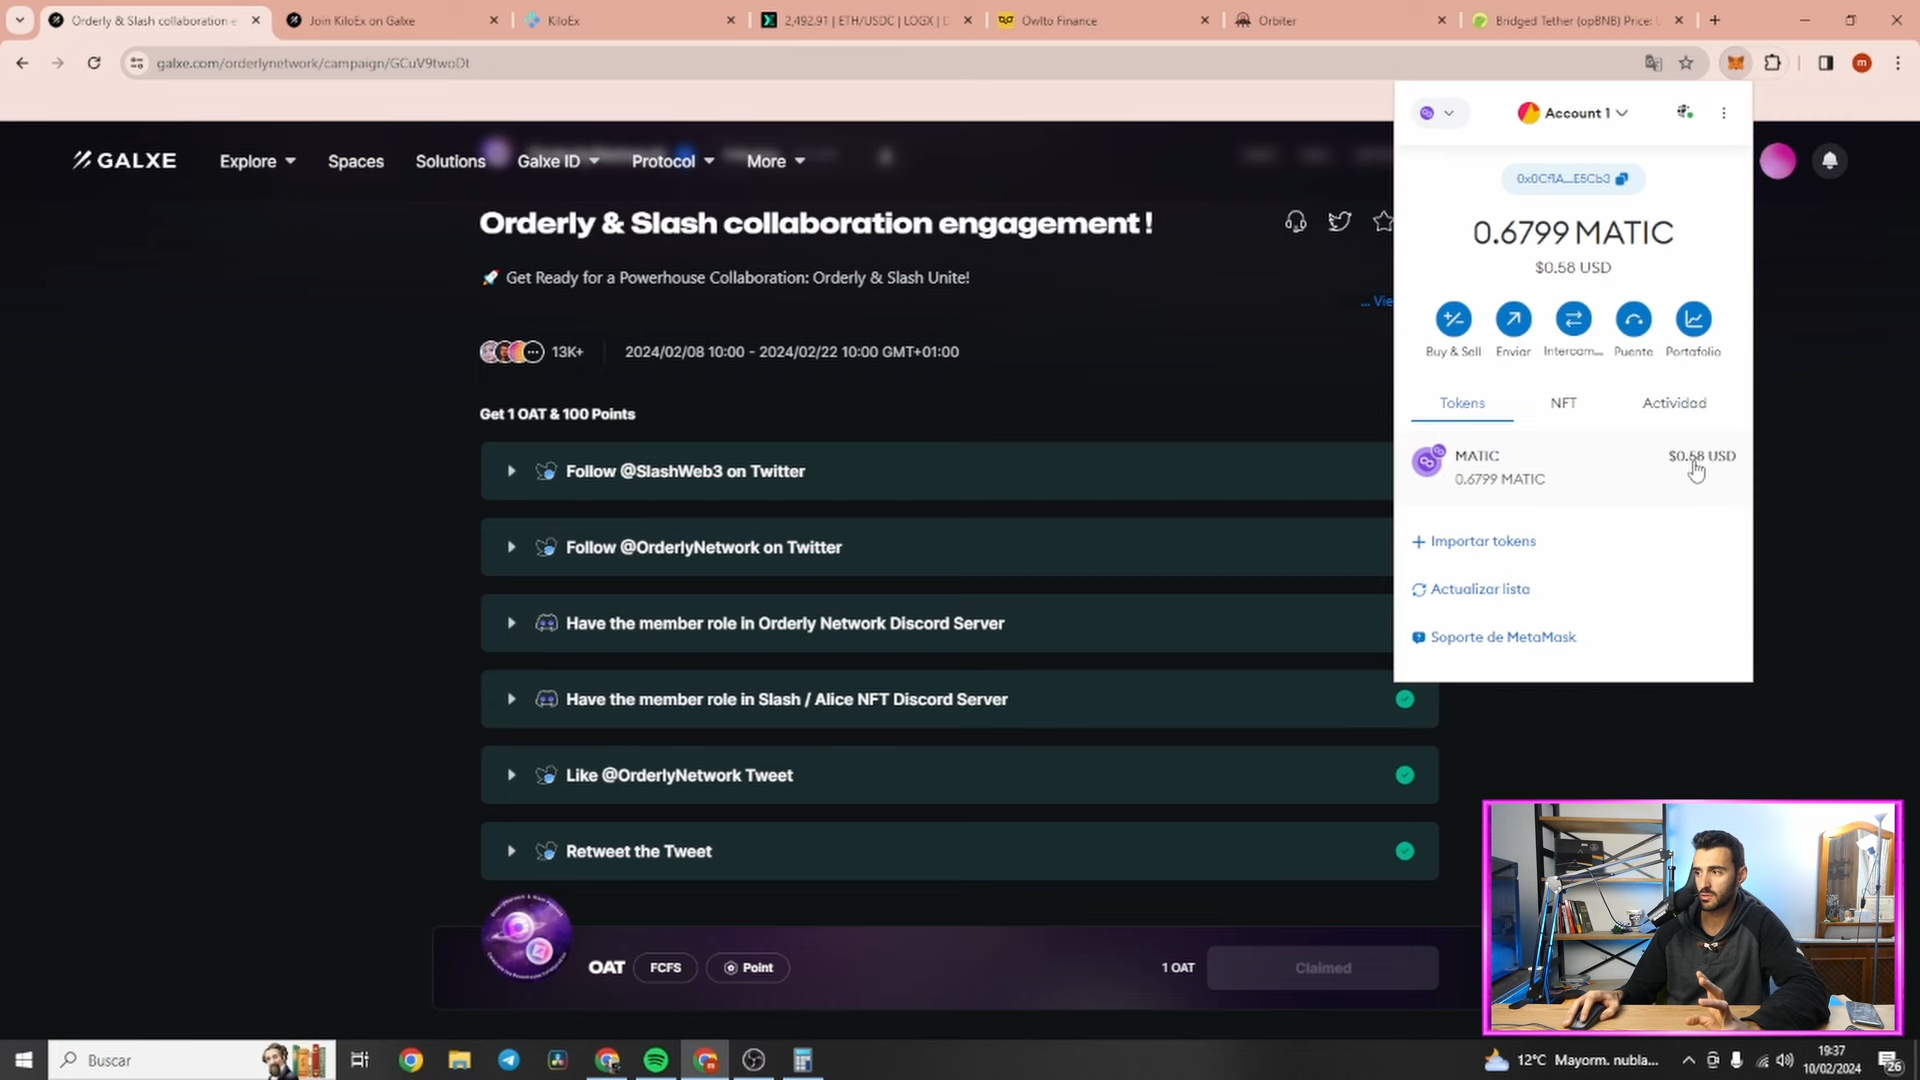 Orderly & Slash collaboration e
Join KiloEx on Galxe
KiloEx
2,492.91 | ETH/USDC | LOGX | D
Owlto Finance
Orbiter
Bridged Tether (opBNB) Price:
galxe.com/orderlynetwork/campaign/GCuV9twoDt
m
GALXE
Explore
Spaces
Solutions
Galxe ID
Protocol
More
Orderly & Slash collaboration engagement !
🚀 Get Ready for a Powerhouse Collaboration: Orderly & Slash Unite!
... Vie
13K+
2024/02/08 10:00 - 2024/02/22 10:00 GMT+01:00
Get 1 OAT & 100 Points
Follow @SlashWeb3 on Twitter
Follow @OrderlyNetwork on Twitter
Have the member role in Orderly Network Discord Server
Have the member role in Slash / Alice NFT Discord Server
Like @OrderlyNetwork Tweet
Retweet the Tweet
OAT
FCFS
Point
1 OAT
Claimed
Account 1
0x0Cf1A...E5Cb3
0.6799 MATIC
$0.58 USD
Buy & Sell
Enviar
Intercam...
Puente
Portafolio
Tokens
NFT
Actividad
MATIC
$0.58 USD
0.6799 MATIC
+ Importar tokens
Actualizar lista
Soporte de MetaMask
Buscar
12°C Mayorm. nubla...
19:37
10/02/2024
26